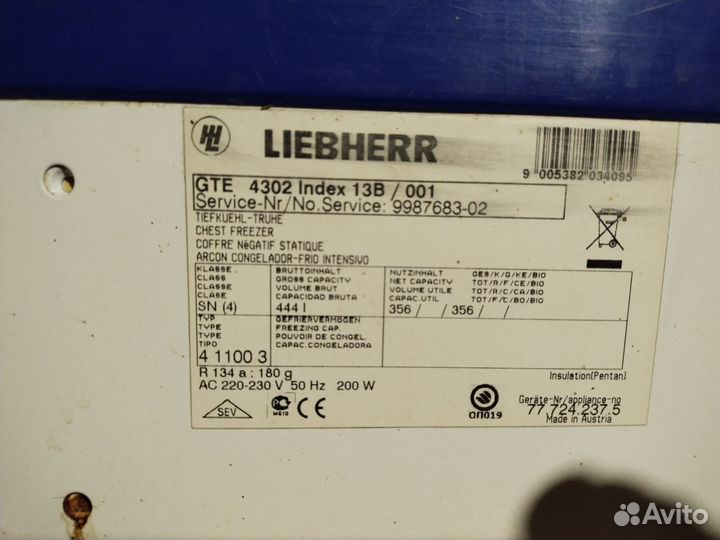 LIEBHERR
9 005382 034095
GTE 4302 Index 13B / 001
Service-Nr/No.Service: 9987683-02
TIEFKUEHL-TRUHE
CHEST FREEZER
COFFRE NéGATIF STATIQUE
ARCON CONGELADOR-FRIO INTENSIVO
KLASSE BRUTTOINHALT NUTZINHALT GES/K/G/KE/BIO
CLASS GROSS CAPACITY NET CAPACITY TOT/R/F/CE/BIO
CLASSE VOLUME BRUT VOLUME UTILE TOT/R/C/CA/BIO
CLASE CAPACIDAD BRUTA CAPAC.UTIL TOT/F/C/BO/BIO
SN (4) 444 l 356 / / 356 / /
TYP GEFRIERVERMÖGEN
TYPE FREEZING CAP.
TYPE POUVOIR DE CONGEL.
TIPO CAPAC.CONGELADORA
4 1100 3
R 134 a : 180 g Insulation(Pentan)
AC 220-230 V 50 Hz 200 W
SEV ME10 CE ОП019
Geräte-Nr/appliance-no
77.724.237.5
Made in Austria
Avito